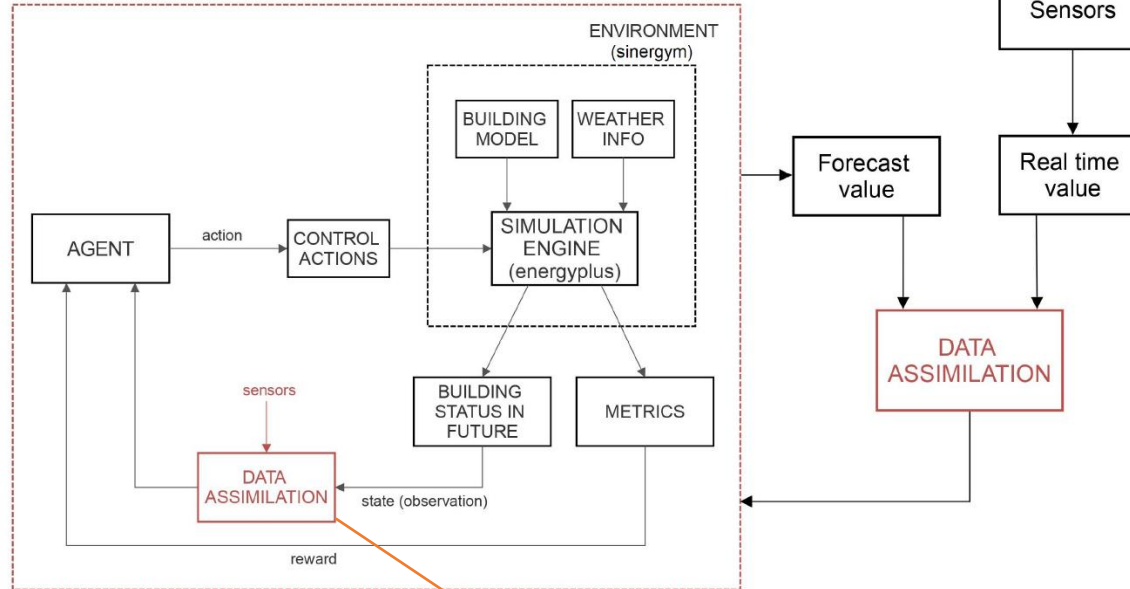 ENVIRONMENT
(sinergym)
BUILDING
MODEL
WEATHER
INFO
AGENT
action
CONTROL
ACTIONS
SIMULATION
ENGINE
(energyplus)
sensors
BUILDING
STATUS IN
FUTURE
METRICS
DATA
ASSIMILATION
state (observation)
reward
Sensors
Forecast
value
Real time
value
DATA
ASSIMILATION